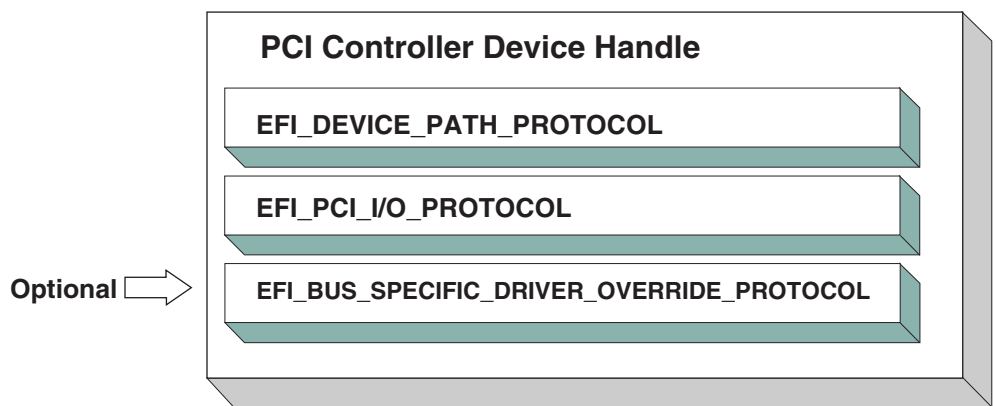 PCI Controller Device Handle
EFI_DEVICE_PATH_PROTOCOL
EFI_PCI_I/O_PROTOCOL
Optional
EFI_BUS_SPECIFIC_DRIVER_OVERRIDE_PROTOCOL